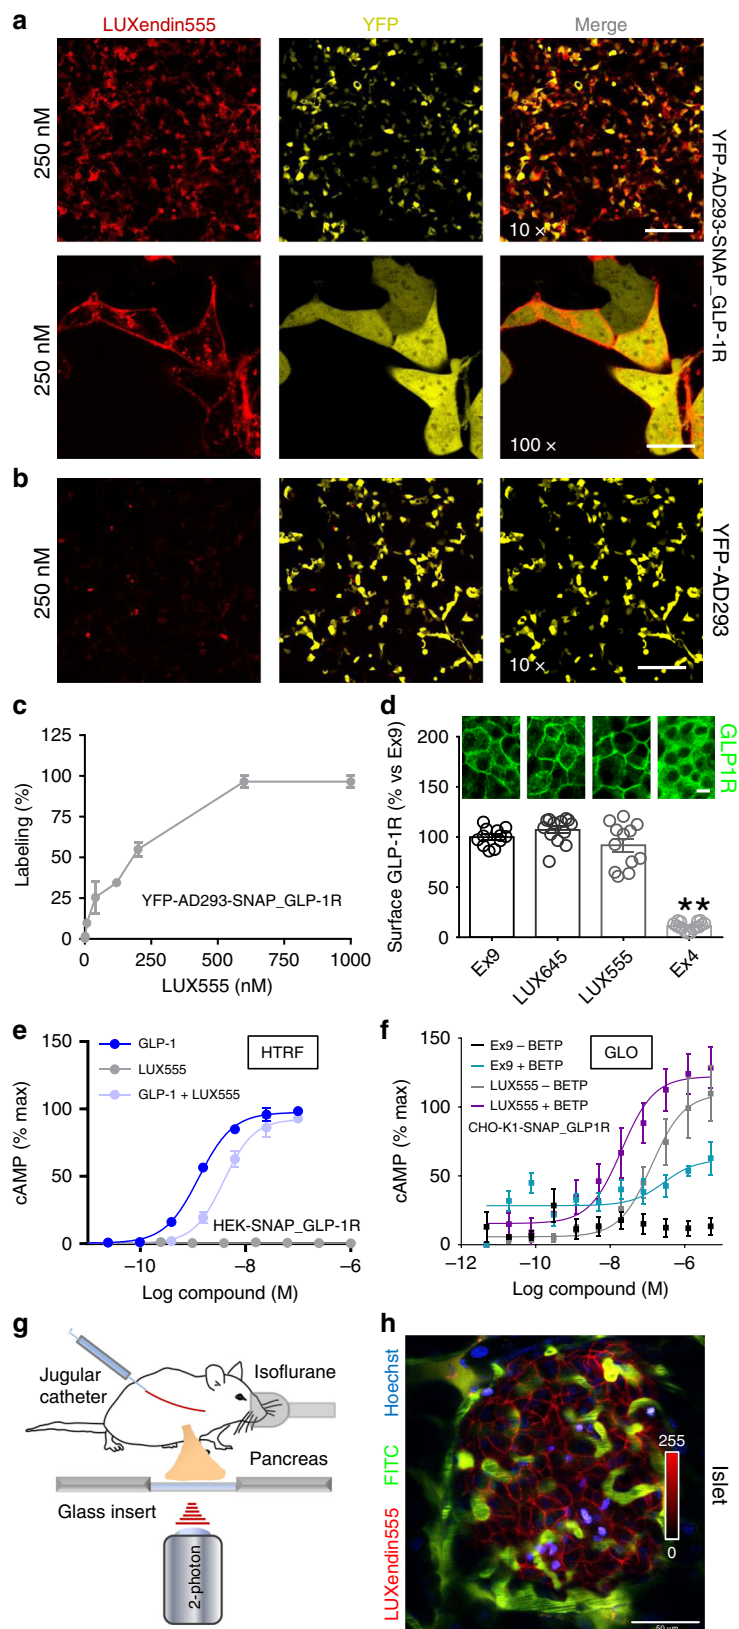 a
LUXendin555
YFP
Merge
250 nM
10 ×
250 nM
100 ×
YFP-AD293-SNAP_GLP-1R
b
250 nM
10 ×
YFP-AD293
c
125
100
75
50
25
0
Labeling (%)
YFP-AD293-SNAP_GLP-1R
0
250
500
750
1000
LUX555 (nM)
d
GLP1R
200
150
100
50
0
Surface GLP-1R (% vs Ex9)
**
Ex9
LUX645
LUX555
Ex4
e
150
100
50
0
cAMP (% max)
GLP-1
LUX555
GLP-1 + LUX555
HTRF
HEK-SNAP_GLP-1R
−10
−8
−6
Log compound (M)
f
150
100
50
0
cAMP (% max)
Ex9 – BETP
Ex9 + BETP
LUX555 – BETP
LUX555 + BETP
GLO
CHO-K1-SNAP_GLP1R
−12
−10
−8
−6
Log compound (M)
g
Jugular
catheter
Isoflurane
Pancreas
Glass insert
2-photon
h
LUXendin555 FITC Hoechst
255
0
Islet
50 µm